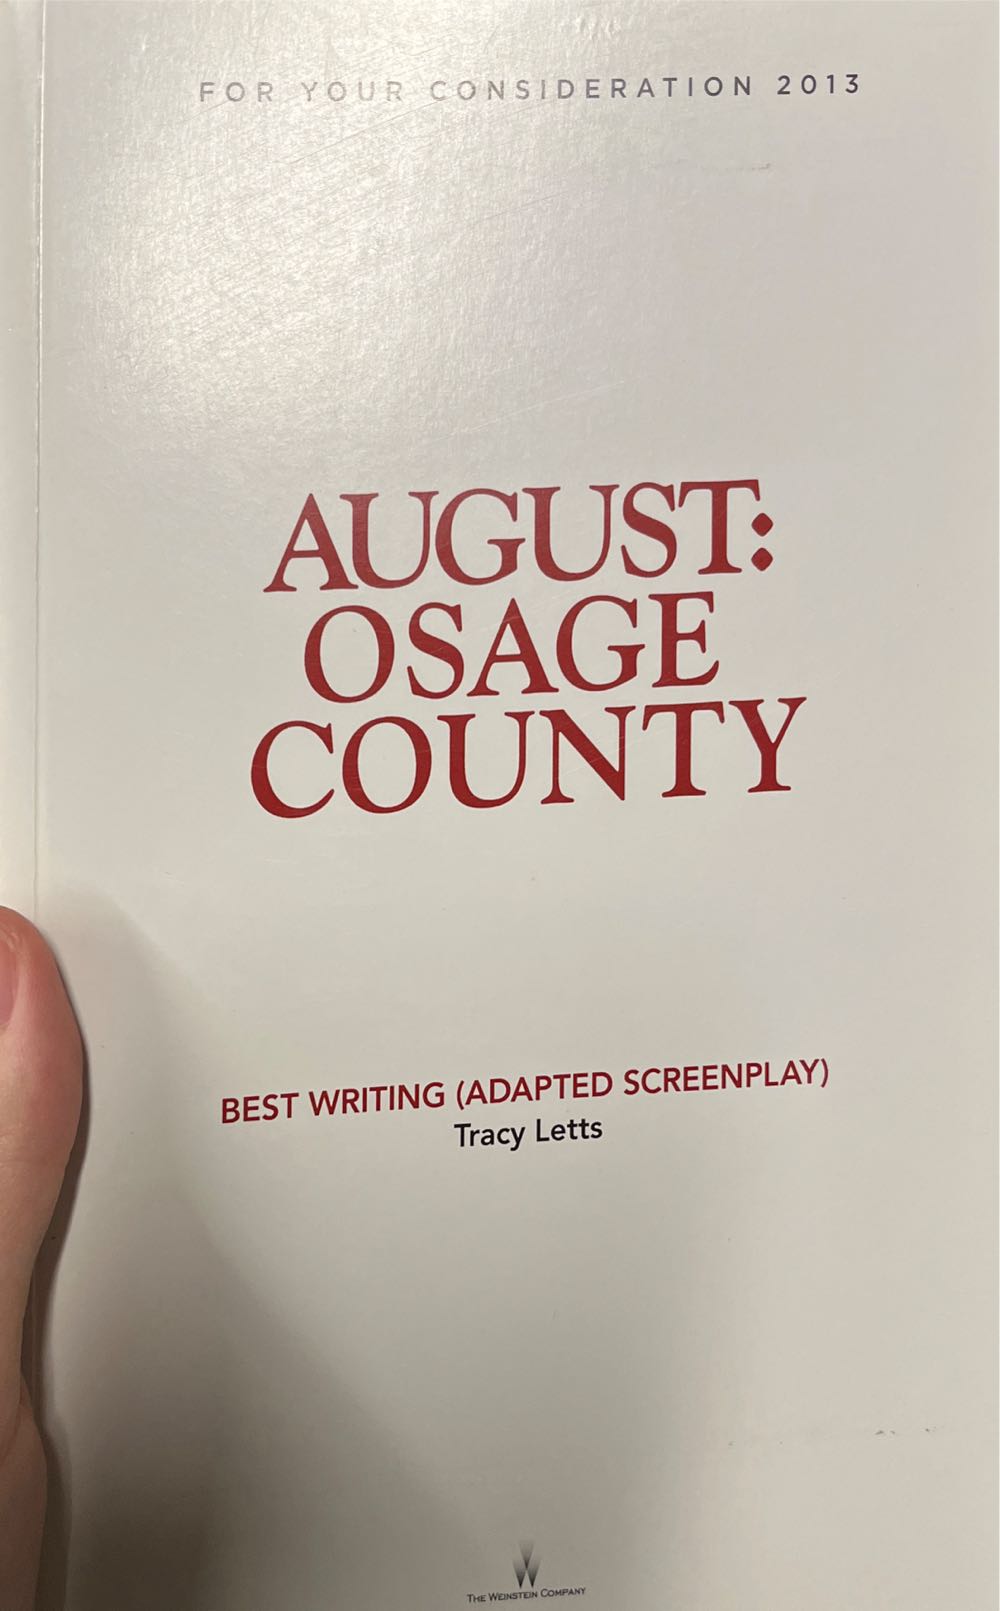 FOR YOUR CONSIDERATION 2013
AUGUST:
OSAGE
COUNTY
BEST WRITING (ADAPTED SCREENPLAY)
Tracy Letts
W
THE WEINSTEIN COMPANY